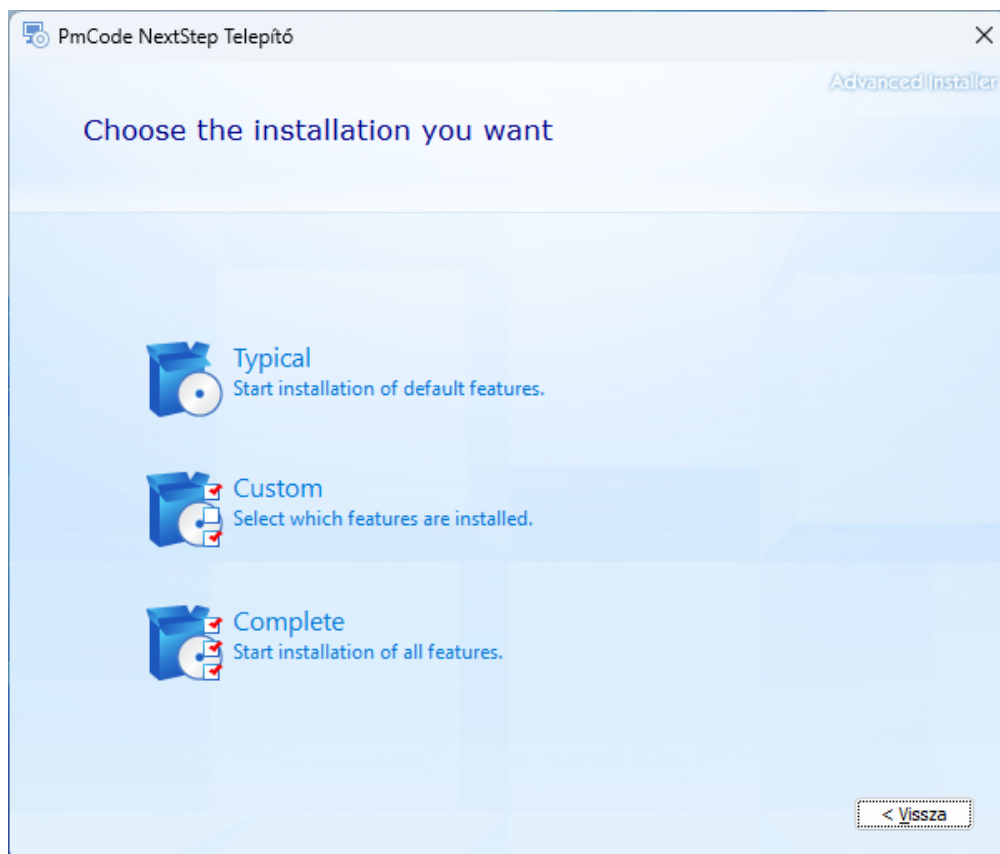 PmCode NextStep Telepítő
Advanced Installer
Choose the installation you want
Typical
Start installation of default features.
Custom
Select which features are installed.
Complete
Start installation of all features.
< Vissza